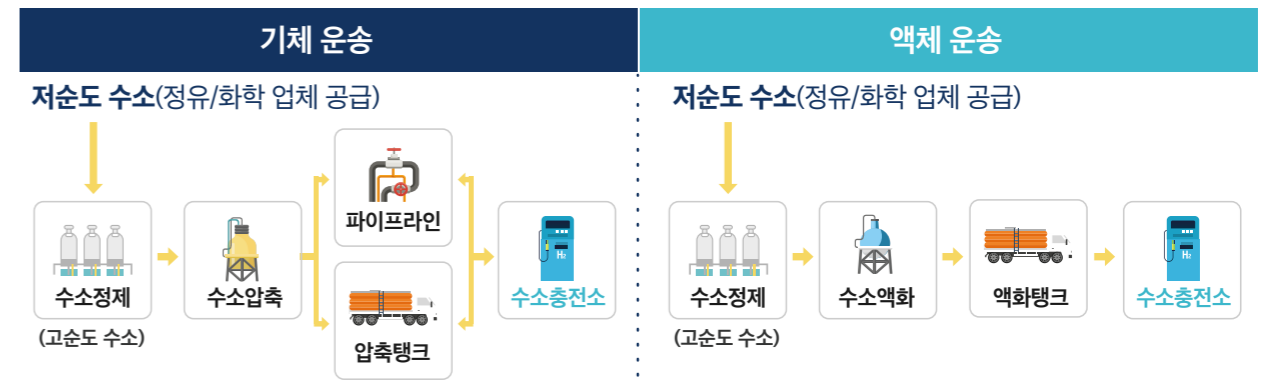 기체 운송
저순도 수소(정유/화학 업체 공급)
수소정제
(고순도 수소)
수소압축
파이프라인
압축탱크
H₂
수소충전소
액체 운송
저순도 수소(정유/화학 업체 공급)
수소정제
(고순도 수소)
수소액화
액화탱크
H₂
수소충전소